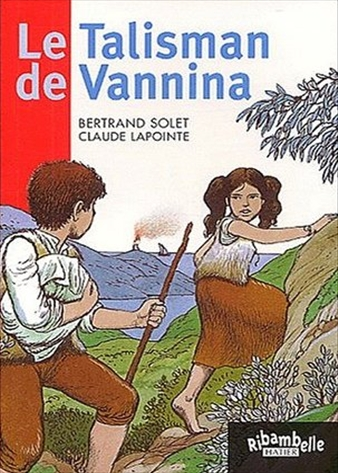 Le Talisman
de Vannina
BERTRAND SOLET
CLAUDE LAPOINTE
Ribambelle
HATIER